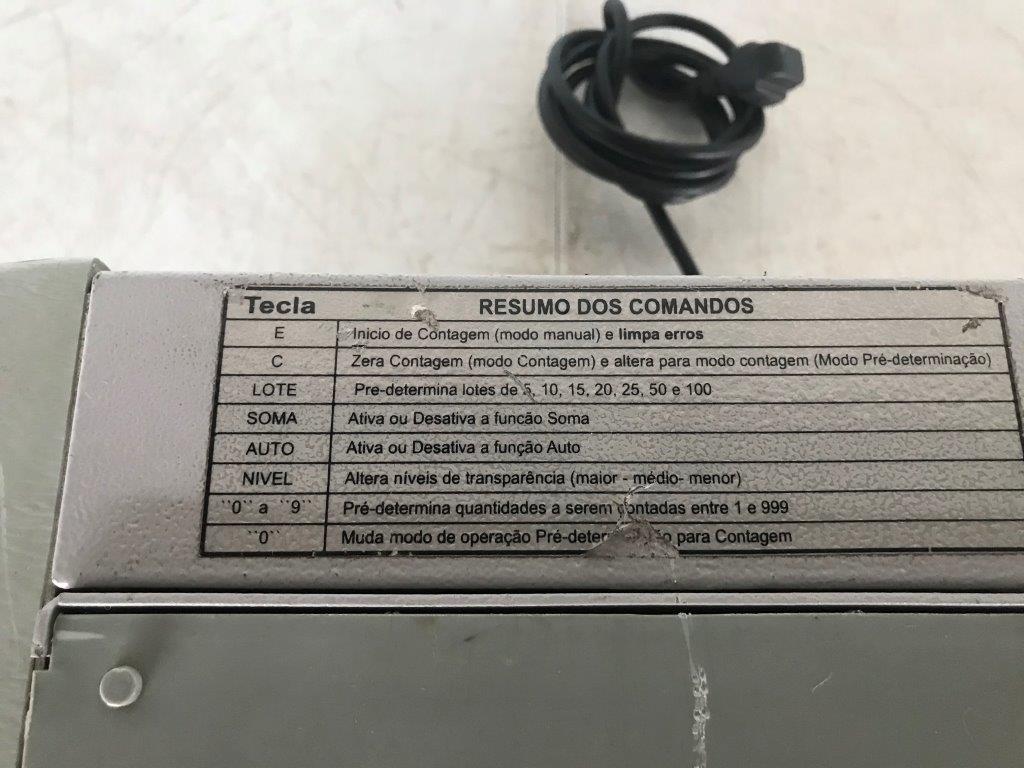 Tecla RESUMO DOS COMANDOS
E Inicio de Contagem (modo manual) e limpa erros
C Zera Contagem (modo Contagem) e altera para modo contagem (Modo Pré-determinação)
LOTE Pre-determina lotes de 5, 10, 15, 20, 25, 50 e 100
SOMA Ativa ou Desativa a funcão Soma
AUTO Ativa ou Desativa a função Auto
NIVEL Altera níveis de transparência (maior - médio- menor)
``0`` a ``9`` Pré-determina quantidades a serem contadas entre 1 e 999
``0`` Muda modo de operação para Contagem